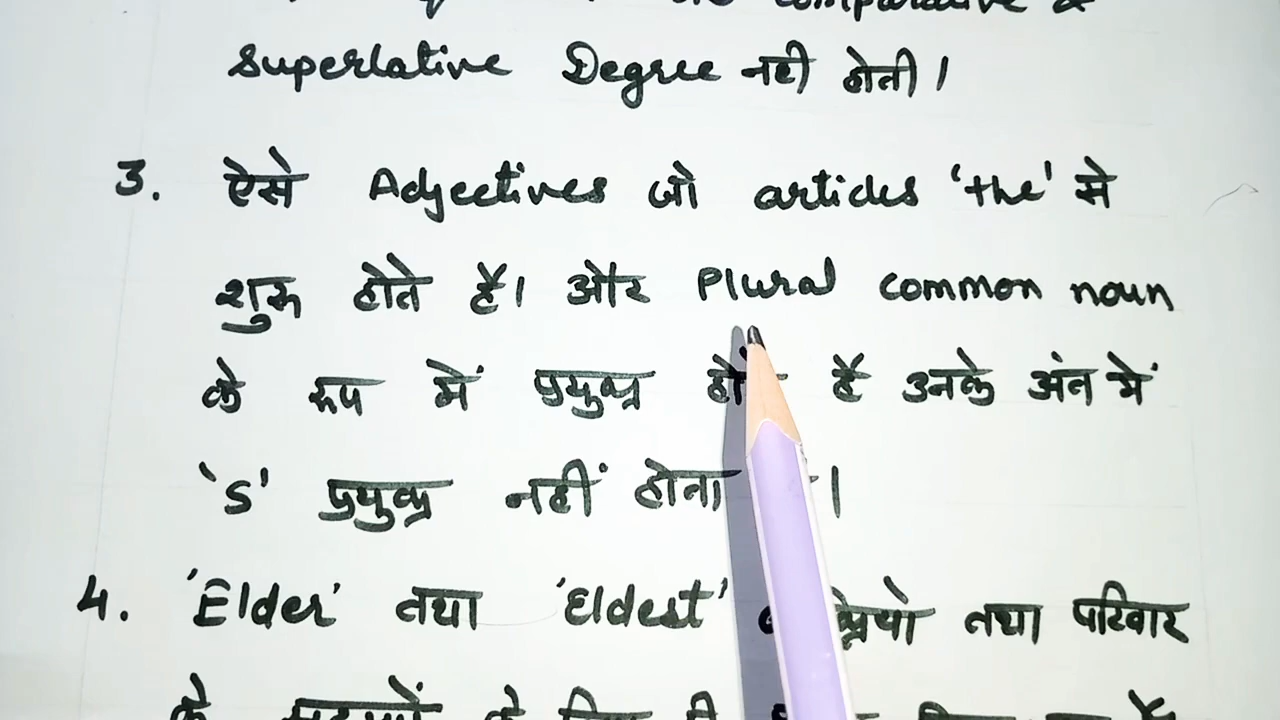 comparative &
Superlative Degree नही होती।
3. ऐसे Adjectives जो articles 'the' से
शुरू होते हैं। और Plural common noun
के रूप में प्रयुक्त है उनके अंत में
'S' प्रयुक्त नहीं होता ।
4. 'Elder' तथा 'Eldest' तथा परिवार
के